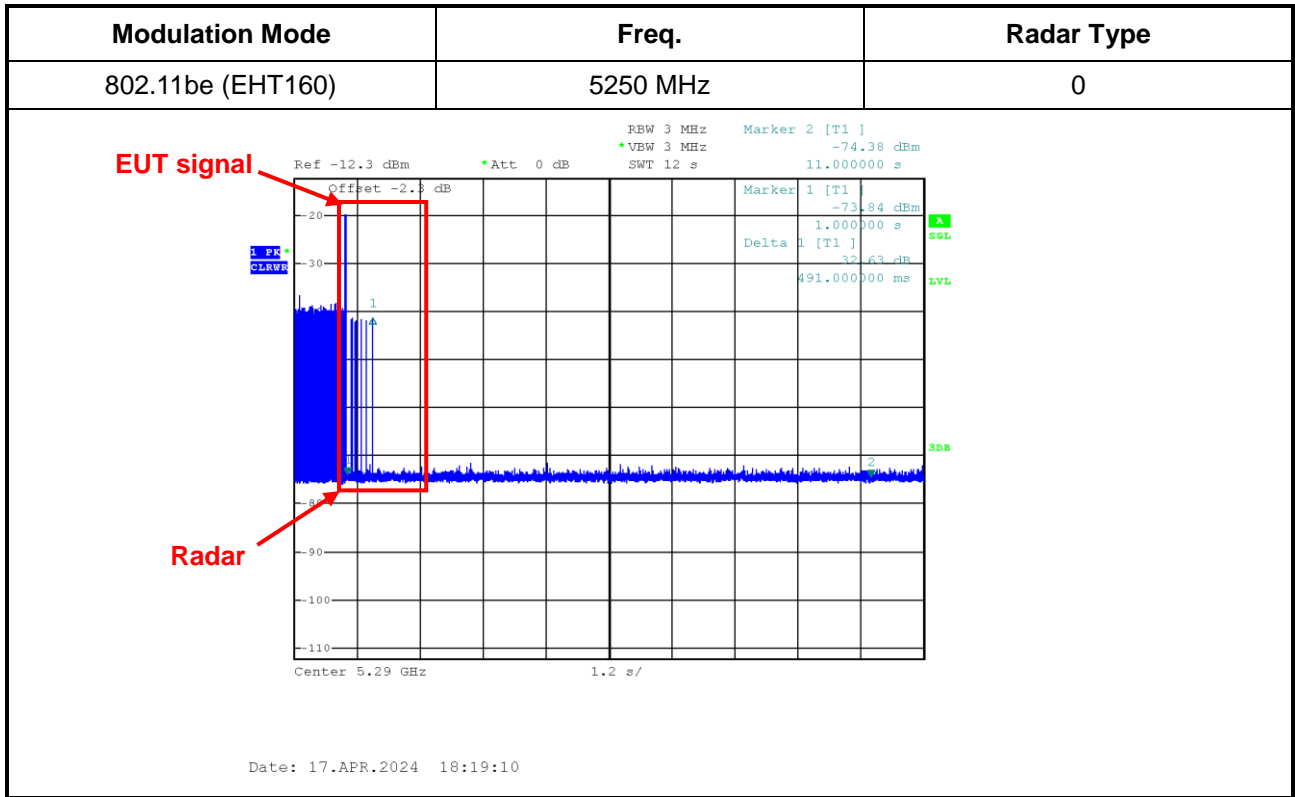 Modulation Mode Freq. Radar Type
802.11be (EHT160) 5250 MHz 0
RBW 3 MHz Marker 2 [T1 ]
*VBW 3 MHz -74.38 dBm
Ref -12.3 dBm *Att 0 dB SWT 12 s 11.000000 s
EUT signal
Offset -2.3 dB Marker 1 [T1 ]
-73.84 dBm
-20
1.000000 s A
SGL
Delta 1 [T1 ]
1 PK *
32.63 dB
CLRWR -30
491.000000 ms LVL
1
3DB
1 2
-80
Radar
-90
-100
-110
Center 5.29 GHz 1.2 s/
Date: 17.APR.2024 18:19:10